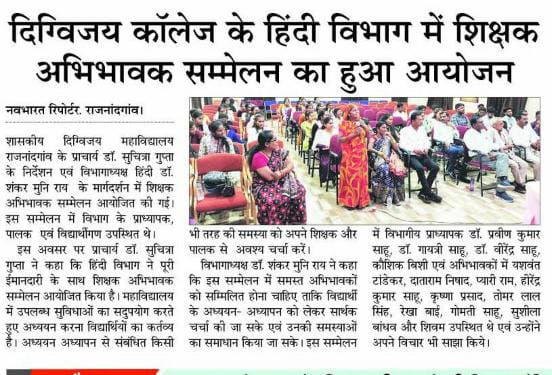 दिग्विजय कॉलेज के हिंदी विभाग में शिक्षक
अभिभावक सम्मेलन का हुआ आयोजन
नवभारत रिपोर्टर. राजनांदगांव।
शासकीय दिग्विजय महाविद्यालय
राजनांदगांव के प्राचार्य डॉ. सुचित्रा गुप्ता
के निर्देशन एवं विभागाध्यक्ष हिंदी डॉ.
शंकर मुनि राय के मार्गदर्शन में शिक्षक
अभिभावक सम्मेलन आयोजित की गई।
इस सम्मेलन में विभाग के प्राध्यापक,
पालक एवं विद्यार्थीगण उपस्थित थे।
इस अवसर पर प्राचार्य डॉ. सुचित्रा
गुप्ता ने कहा कि हिंदी विभाग ने पूरी
ईमानदारी के साथ शिक्षक अभिभावक
सम्मेलन आयोजित किया है। महाविद्यालय
में उपलब्ध सुविधाओं का सदुपयोग करते
हुए अध्ययन करना विद्यार्थियों का कर्तव्य
है। अध्ययन अध्यापन से संबंधित किसी
भी तरह की समस्या को अपने शिक्षक और
पालक से अवश्य चर्चा करें।
विभागाध्यक्ष डॉ. शंकर मुनि राय ने कहा
कि इस सम्मेलन में समस्त अभिभावकों
को सम्मिलित होना चाहिए ताकि विद्यार्थी
के अध्ययन- अध्यापन को लेकर सार्थक
चर्चा की जा सके एवं उनकी समस्याओं
का समाधान किया जा सके। इस सम्मेलन
में विभागीय प्राध्यापक डॉ. प्रवीण कुमार
साहू, डॉ. गायत्री साहू, डॉ. वीरेंद्र साहू,
कौशिक बिशी एवं अभिभावकों में यशवंत
टांडेकर, दाताराम निषाद, प्यारी राम, हीरेंद्र
कुमार साहू, कृष्णा प्रसाद, तोमर लाल
सिंह, रेखा बाई, गोमती साहू, सुशीला
बांधव और शिवम उपस्थित थे एवं उन्होंने
अपने विचार भी साझा किये।